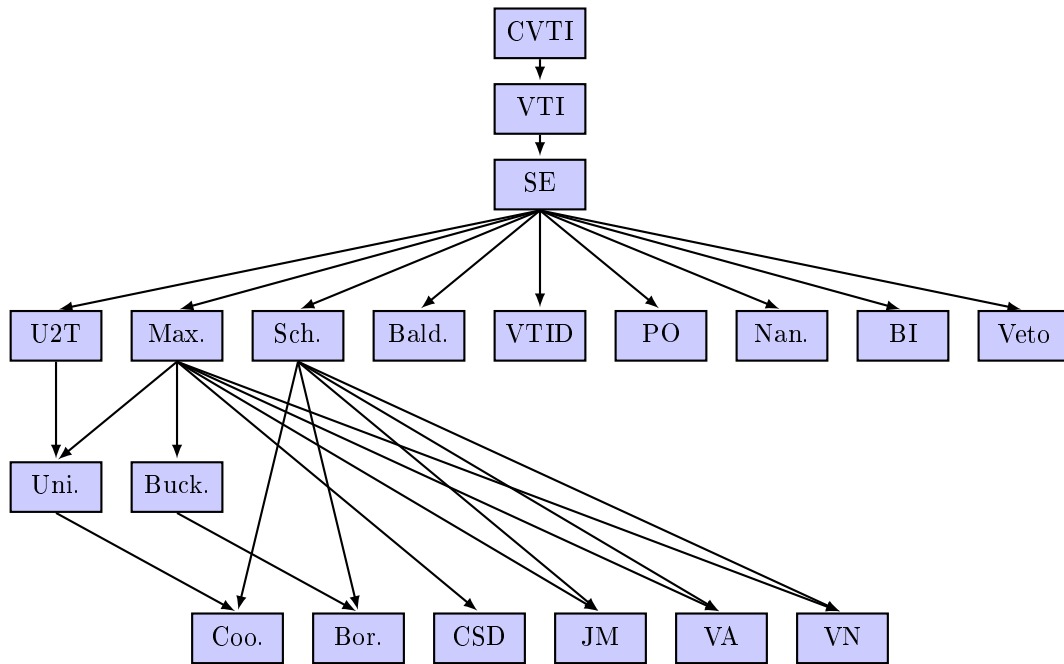 CVTI
VTI
SE
U2T Max. Sch. Bald. VTID PO Nan. BI Veto
Uni. Buck.
Coo. Bor. CSD JM VA VN